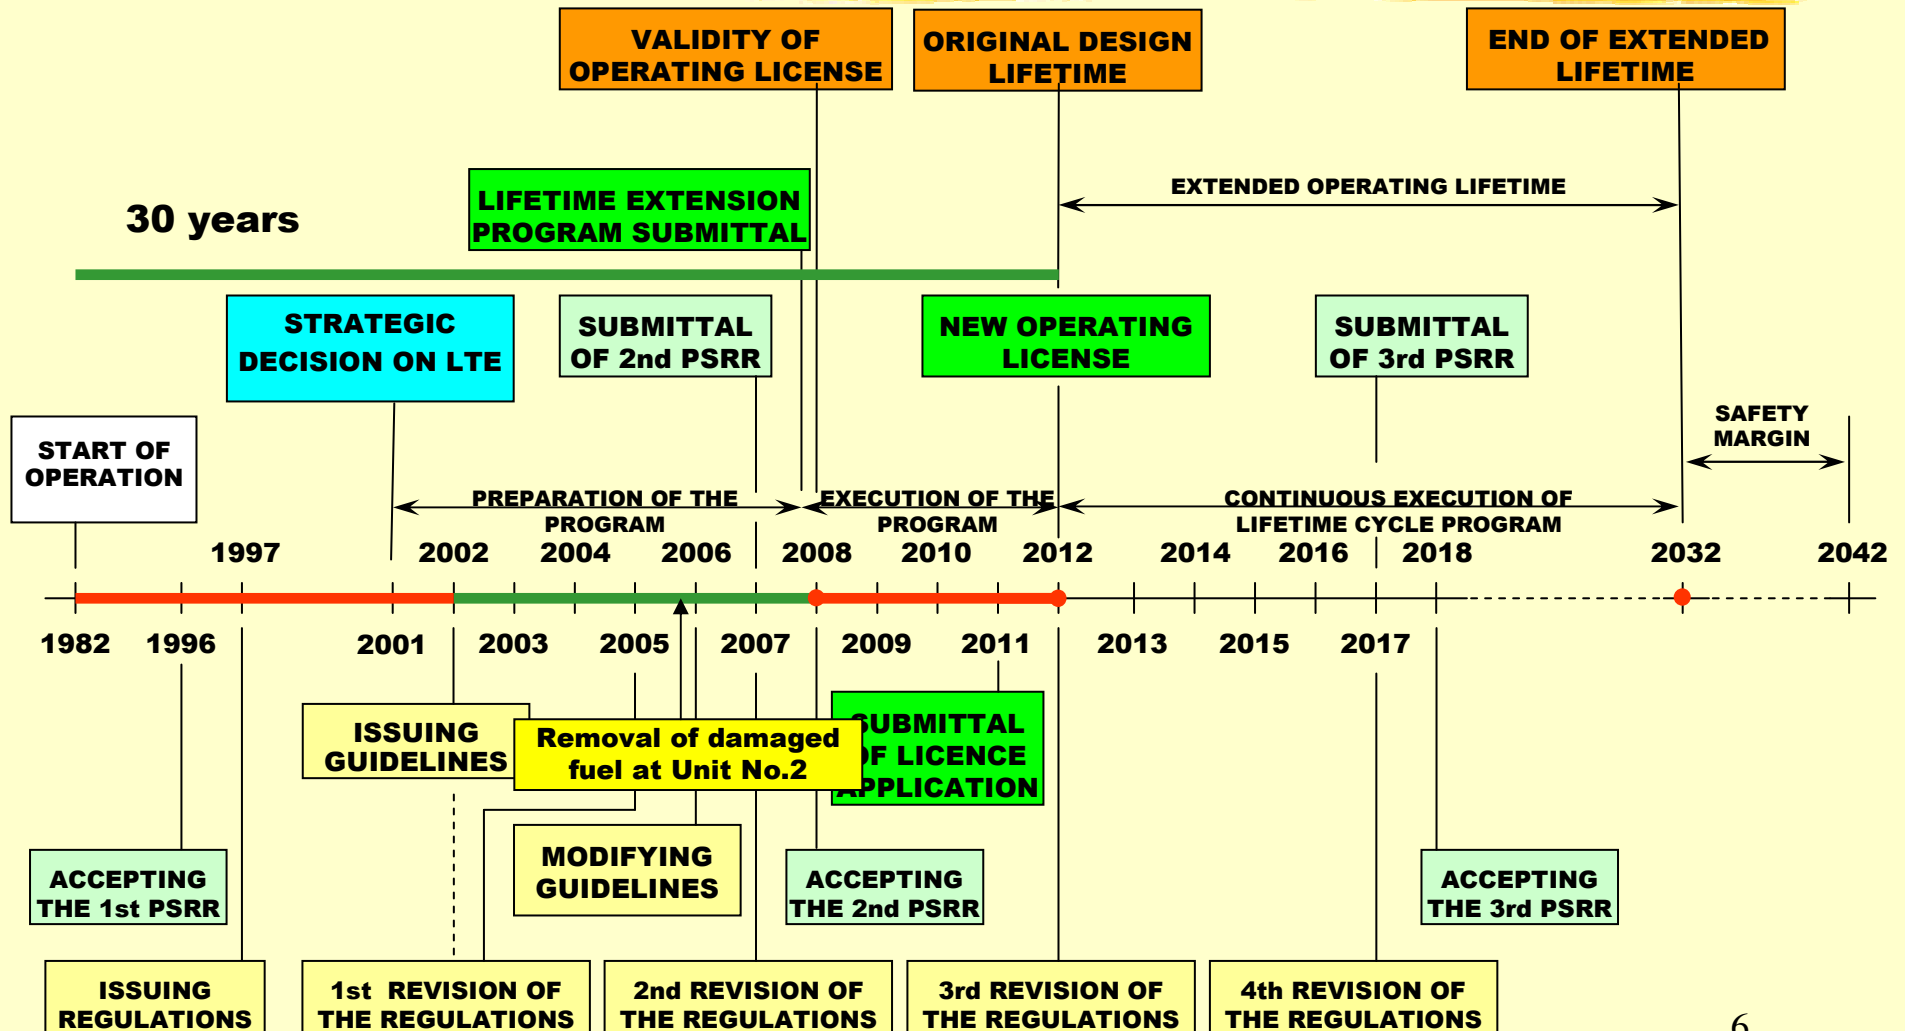 VALIDITY OF
OPERATING LICENSE
ORIGINAL DESIGN
LIFETIME
END OF EXTENDED
LIFETIME
30 years
LIFETIME EXTENSION
PROGRAM SUBMITTAL
EXTENDED OPERATING LIFETIME
STRATEGIC
DECISION ON LTE
SUBMITTAL
OF 2nd PSRR
NEW OPERATING
LICENSE
SUBMITTAL
OF 3rd PSRR
START OF
OPERATION
SAFETY
MARGIN
PREPARATION OF THE
PROGRAM
EXECUTION OF THE
PROGRAM
CONTINUOUS EXECUTION OF
LIFETIME CYCLE PROGRAM
1997 2002 2004 2006 2008 2010 2012 2014 2016 2018 2032 2042
1982 1996 2001 2003 2005 2007 2009 2011 2013 2015 2017
ISSUING
GUIDELINES
Removal of damaged
fuel at Unit No.2
SUBMITTAL
OF LICENCE
APPLICATION
MODIFYING
GUIDELINES
ACCEPTING
THE 1st PSRR
ACCEPTING
THE 2nd PSRR
ACCEPTING
THE 3rd PSRR
ISSUING
REGULATIONS
1st REVISION OF
THE REGULATIONS
2nd REVISION OF
THE REGULATIONS
3rd REVISION OF
THE REGULATIONS
4th REVISION OF
THE REGULATIONS
6